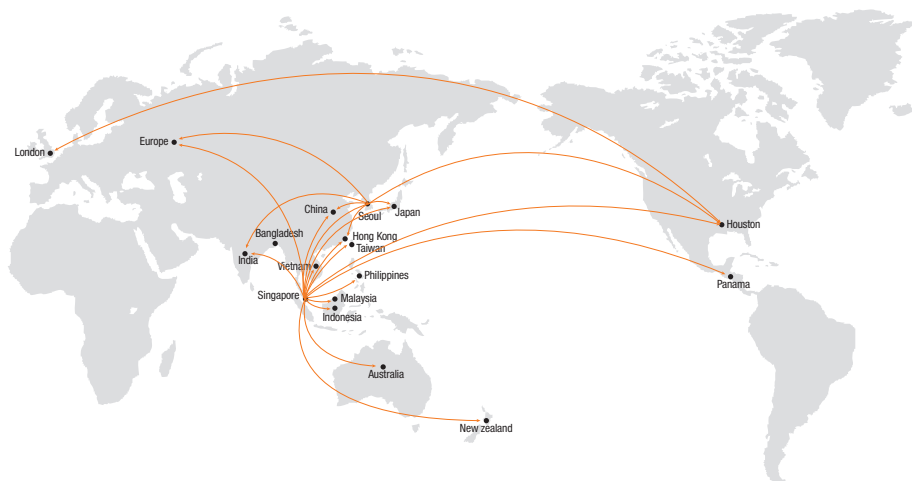 London
Europe
China
Seoul
Japan
Houston
Bangladesh
Hong Kong
Taiwan
India
Vietnam
Philippines
Panama
Singapore
Malaysia
Indonesia
Australia
New zealand